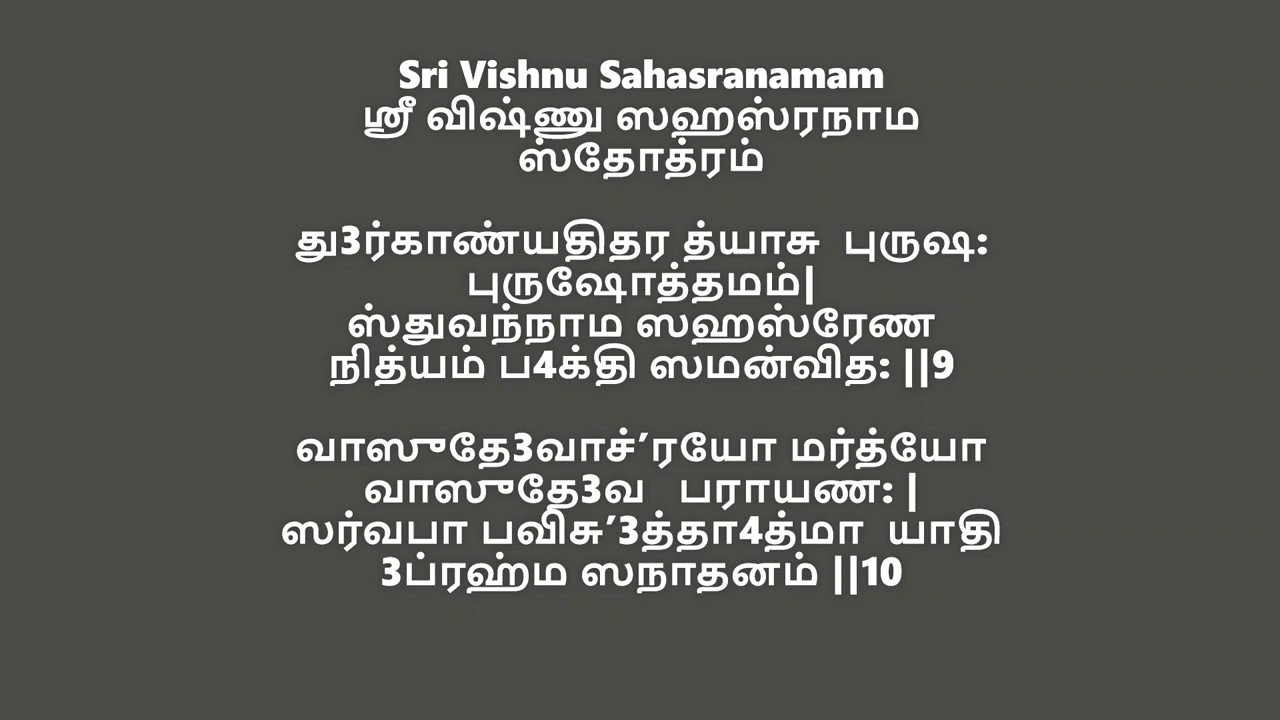 Sri Vishnu Sahasranamam
ஸ்ரீ விஷ்ணு ஸஹஸ்ரநாம
ஸ்தோத்ரம்
து3ர்காண்யதிதர த்யாசு புருஷ:
புருஷோத்தமம்|
ஸ்துவந்நாம ஸஹஸ்ரேண
நித்யம் ப4க்தி ஸமன்வித: ||9
வாஸுதே3வாச்’ரயோ மர்த்யோ
வாஸுதே3வ பராயண: |
ஸர்வபா பவிசு’3த்தா4த்மா யாதி
3ப்ரஹ்ம ஸநாதனம் ||10